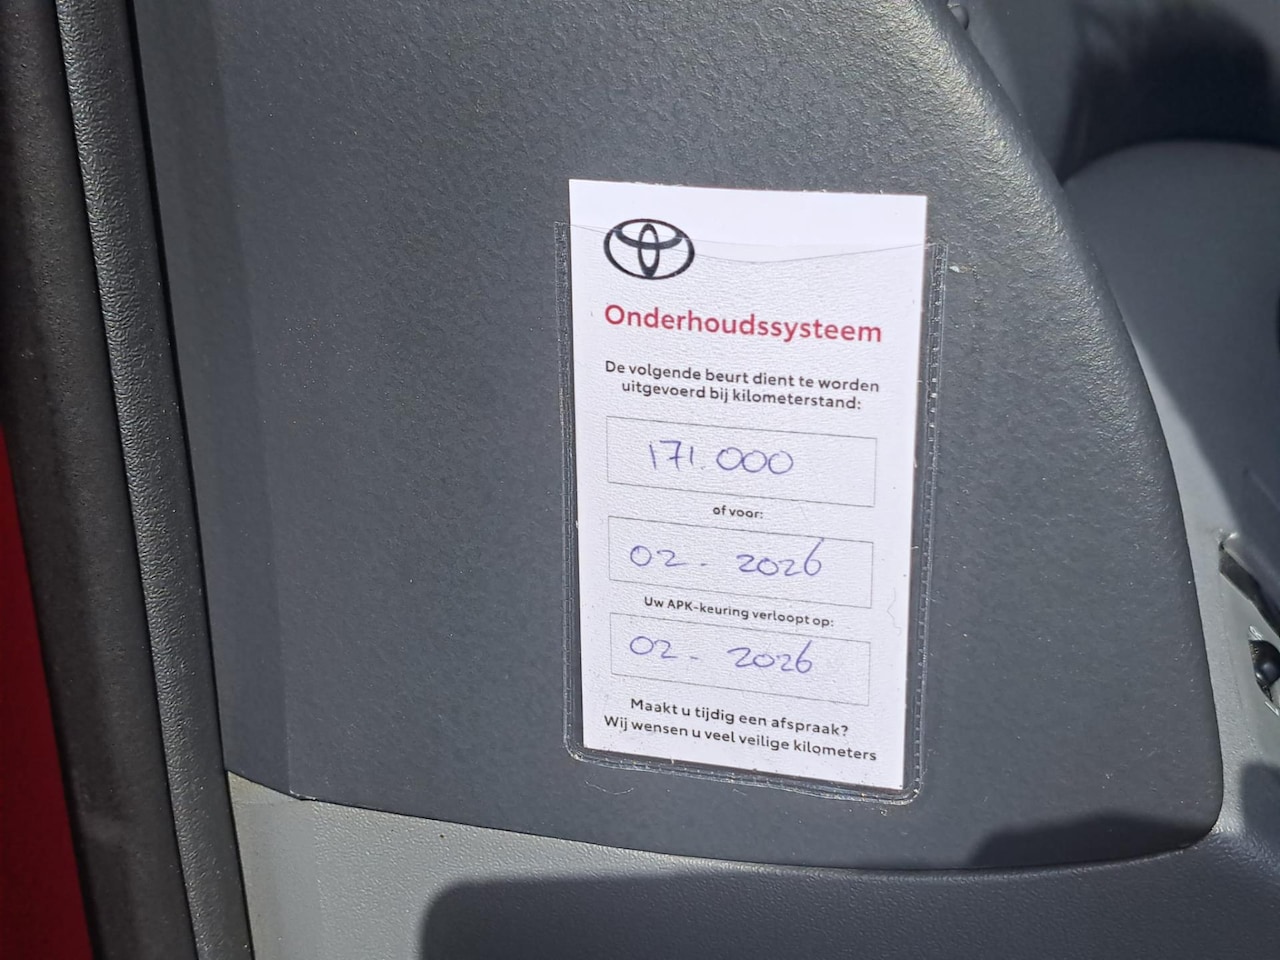 Onderhoudssysteem
De volgende beurt dient te worden
uitgevoerd bij kilometerstand:
171.000
of voor:
02 - 2026
Uw APK-keuring verloopt op:
02 - 2026
Maakt u tijdig een afspraak?
Wij wensen u veel veilige kilometers